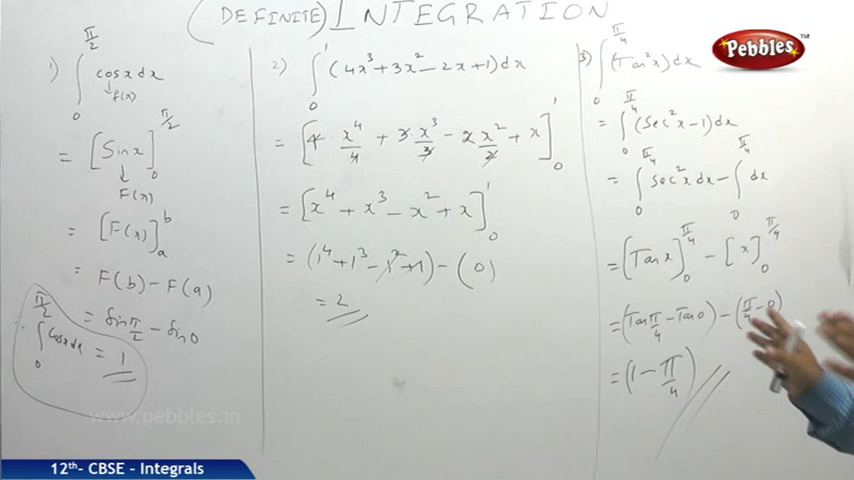 (DEFINITE) INTEGRATION
1) ∫₀^{π/2} cosx dx
↓
f(x)
= [Sinx]₀^{π/2}
↓
F(x)
= [F(x)]ₐᵇ
= F(b) - F(a)
= Sin π/2 - Sin 0
∴ ∫₀^{π/2} cosx dx = 1
2) ∫₀¹ (4x³ + 3x² - 2x + 1) dx
= [4 · x⁴/4 + 3 · x³/3 - 2 x²/2 + x]₀¹
= [x⁴ + x³ - x² + x]₀¹
= (1⁴ + 1³ - 1² + 1) - (0)
= 2
3) ∫₀^{π/4} (Tan²x) dx
= ∫₀^{π/4} (Sec²x - 1) dx
= ∫₀^{π/4} Sec²x dx - ∫₀^{π/4} dx
= (Tanx)₀^{π/4} - [x]₀^{π/4}
= (Tan π/4 - Tan 0) - (π/4 - 0)
= (1 - π/4)
Pebbles
www.pebbles.in
12th- CBSE - Integrals